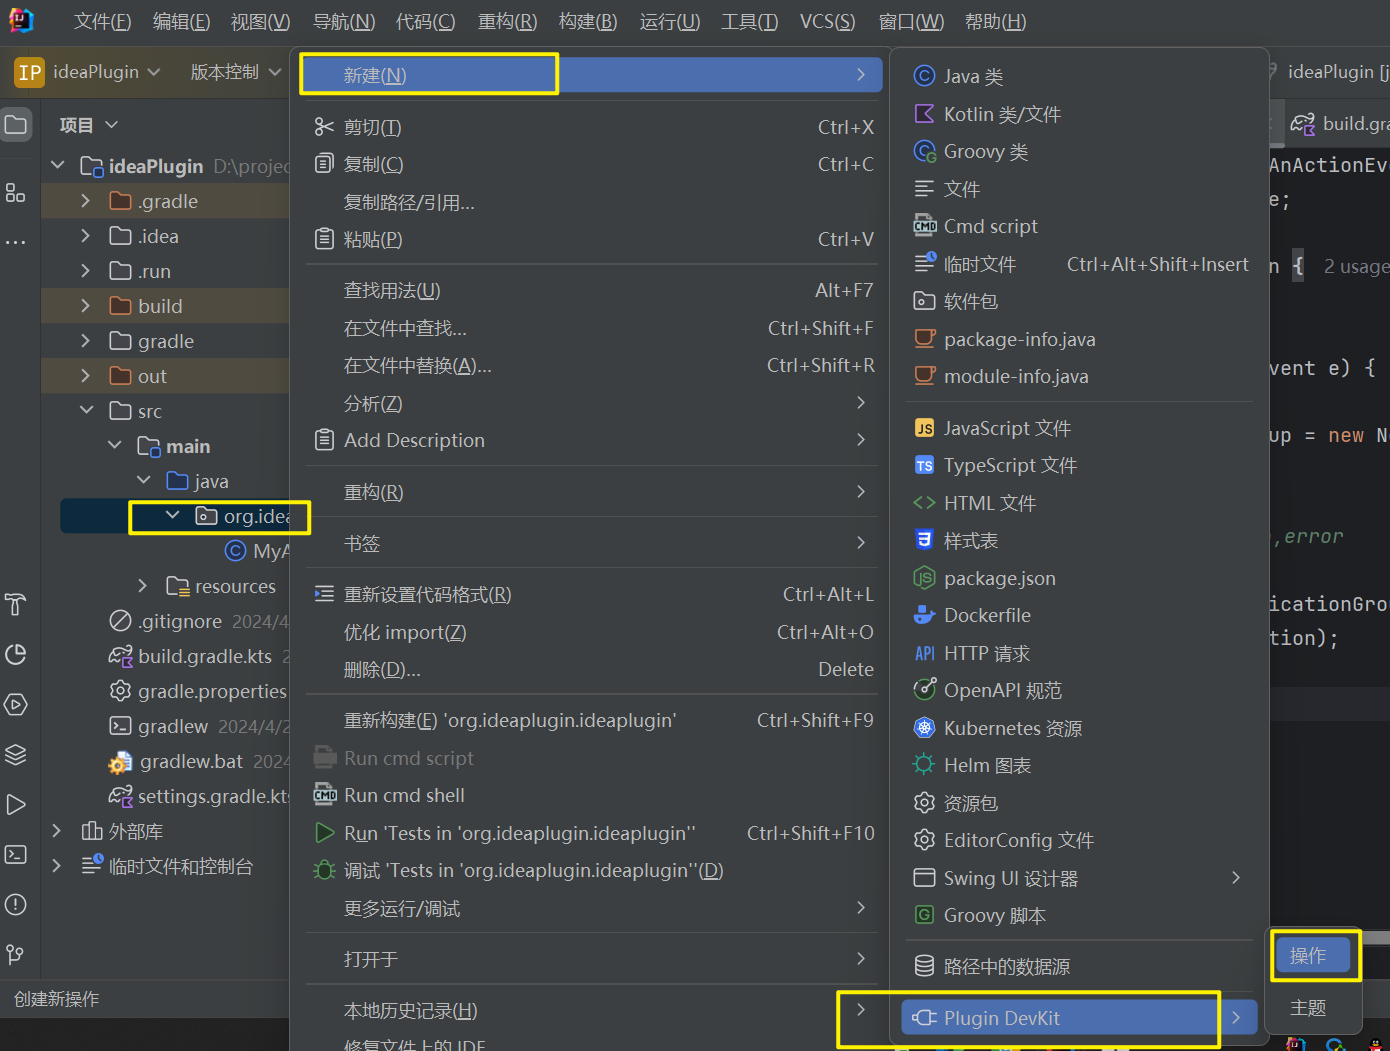 文件(F) 编辑(E) 视图(V) 导航(N) 代码(C) 重构(R) 构建(B) 运行(U) 工具(T) VCS(S) 窗口(W) 帮助(H)
IP ideaPlugin 版本控制
ideaPlugin [j
项目
build.gra
ideaPlugin D:\projec
.gradle
.idea
.run
build
gradle
out
src
main
java
org.idea
MyA
resources
.gitignore 2024/4
build.gradle.kts 2
gradle.properties
gradlew 2024/4/2
gradlew.bat 2024
settings.gradle.kts
外部库
临时文件和控制台
创建新操作
新建(N)
剪切(T) Ctrl+X
复制(C) Ctrl+C
复制路径/引用...
粘贴(P) Ctrl+V
查找用法(U) Alt+F7
在文件中查找... Ctrl+Shift+F
在文件中替换(A)... Ctrl+Shift+R
分析(Z)
Add Description
重构(R)
书签
重新设置代码格式(R) Ctrl+Alt+L
优化 import(Z) Ctrl+Alt+O
删除(D)... Delete
重新构建(E) 'org.ideaplugin.ideaplugin' Ctrl+Shift+F9
Run cmd script
CMD Run cmd shell
Run 'Tests in 'org.ideaplugin.ideaplugin'' Ctrl+Shift+F10
调试 'Tests in 'org.ideaplugin.ideaplugin''(D)
更多运行/调试
打开于
本地历史记录(H)
修复文件上的 IDE
Java 类
Kotlin 类/文件
Groovy 类
文件
CMD Cmd script
临时文件 Ctrl+Alt+Shift+Insert
软件包
package-info.java
module-info.java
JS JavaScript 文件
TS TypeScript 文件
HTML 文件
样式表
package.json
Dockerfile
API HTTP 请求
OpenAPI 规范
Kubernetes 资源
Helm 图表
资源包
EditorConfig 文件
Swing UI 设计器
Groovy 脚本
路径中的数据源
Plugin DevKit
操作
主题
AnActionEve
e;
n { 2 usage
vent e) {
up = new No
,error
icationGro
tion);